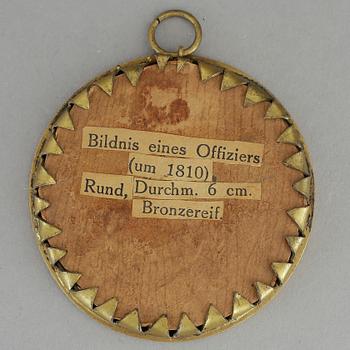 Bildnis eines Offiziers
(um 1810).
Rund, Durchm. 6 cm.
Bronzereif.